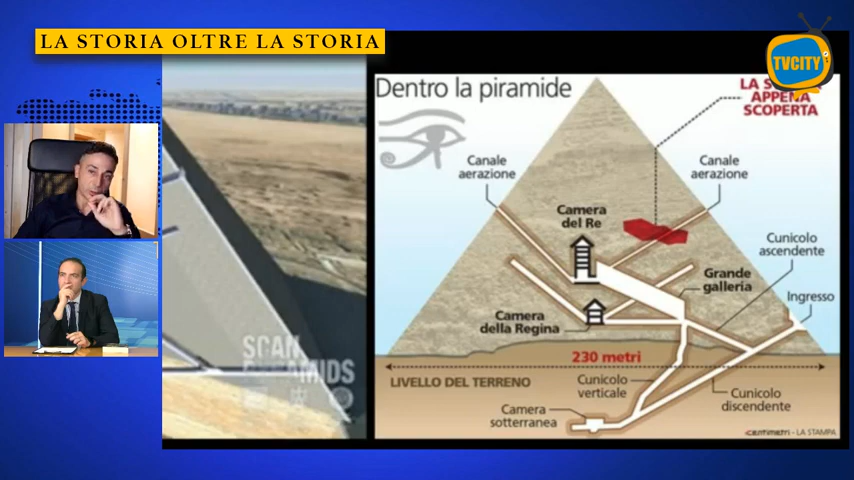 LA STORIA OLTRE LA STORIA
TVCITY
Dentro la piramide
LA
APPENA
SCOPERTA
Canale
aerazione
Canale
aerazione
Camera
del Re
Cunicolo
ascendente
Grande
galleria
Ingresso
Camera
della Regina
SCAN
PYRAMIDS
230 metri
LIVELLO DEL TERRENO
Cunicolo
verticale
Cunicolo
discendente
Camera
sotterranea
centimetri - LA STAMPA